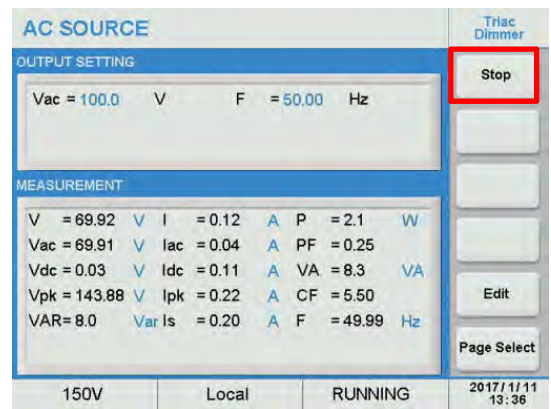 AC SOURCE
Triac
Dimmer
OUTPUT SETTING
Stop
Vac = 100.0 V F = 50.00 Hz
MEASUREMENT
V = 69.92 V I = 0.12 A P = 2.1 W
Vac = 69.91 V Iac = 0.04 A PF = 0.25
Vdc = 0.03 V Idc = 0.11 A VA = 8.3 VA
Vpk = 143.88 V Ipk = 0.22 A CF = 5.50
Edit
VAR= 8.0 Var Is = 0.20 A F = 49.99 Hz
Page Select
150V Local RUNNING 2017/1/11
13:36